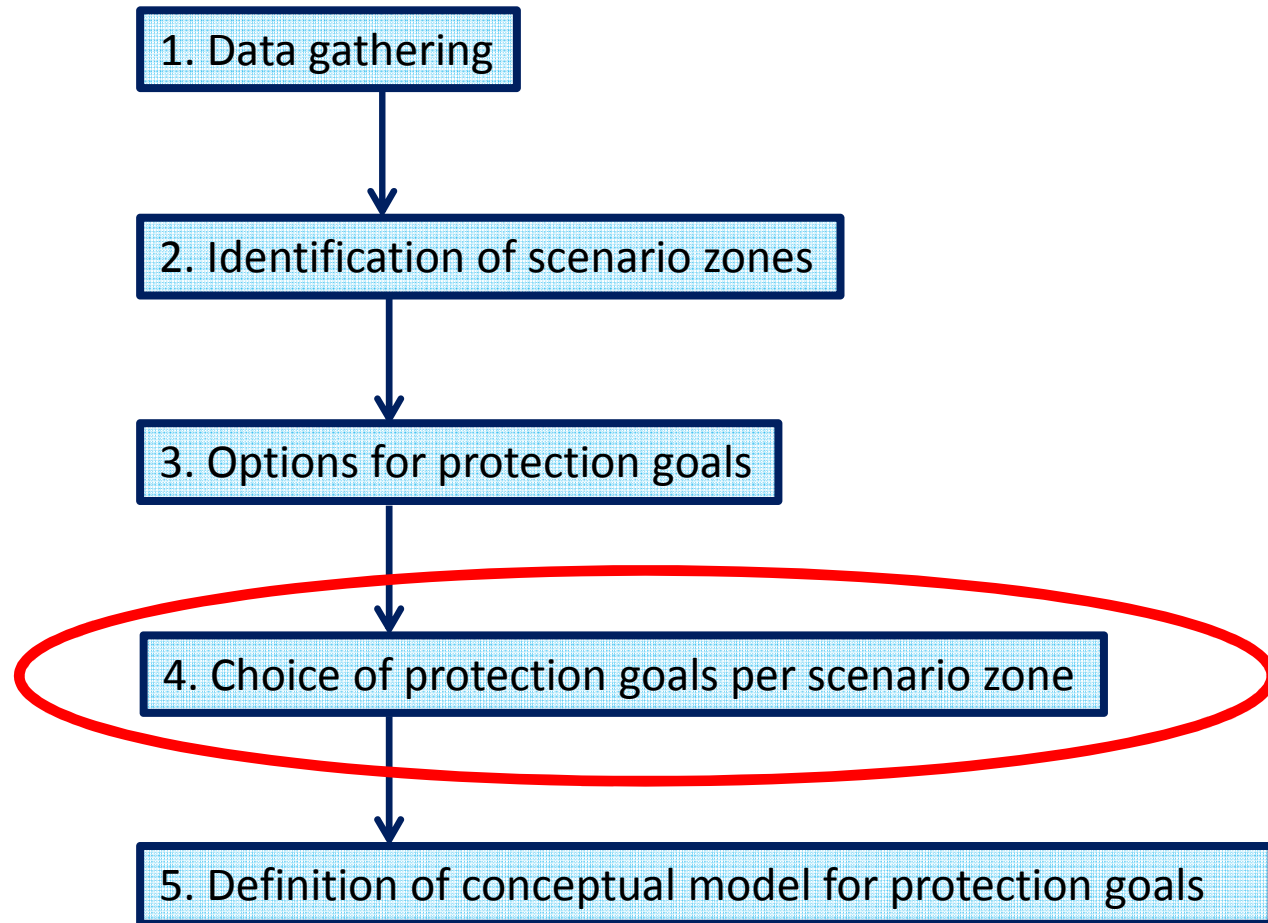 1. Data gathering
2. Identification of scenario zones
3. Options for protection goals
4. Choice of protection goals per scenario zone
5. Definition of conceptual model for protection goals